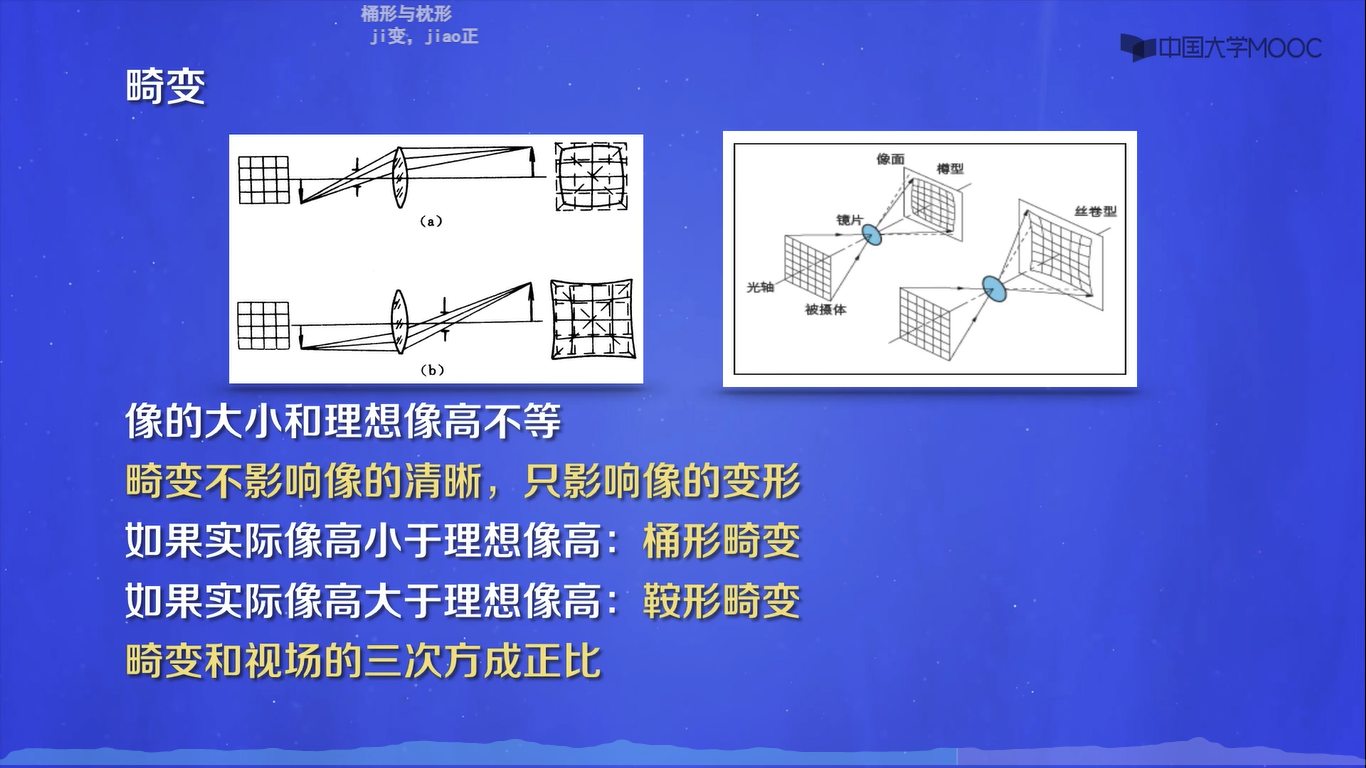 桶形与枕形
ji变，jiao正
中国大学MOOC
畸变
(a)
(b)
像面
樽型
镜片
丝卷型
光轴
被摄体
像的大小和理想像高不等
畸变不影响像的清晰，只影响像的变形
如果实际像高小于理想像高：桶形畸变
如果实际像高大于理想像高：鞍形畸变
畸变和视场的三次方成正比